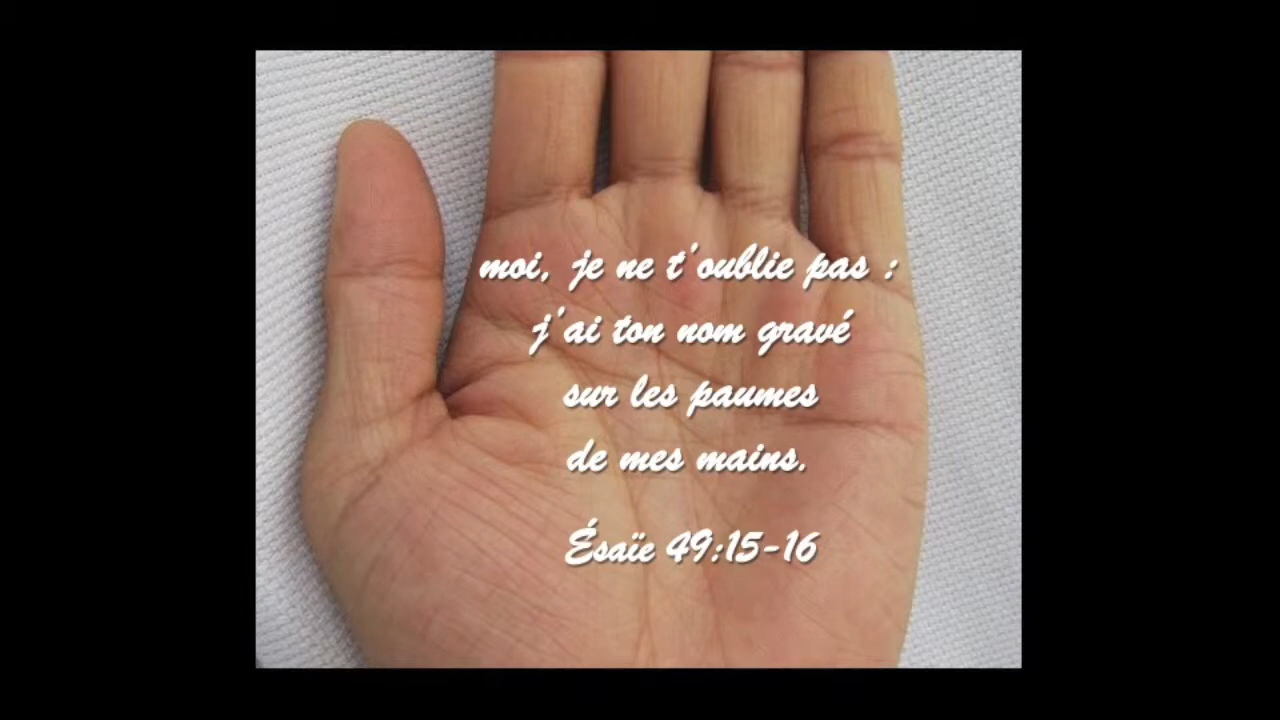 moi, je ne t'oublie pas :
j'ai ton nom gravé
sur les paumes
de mes mains.
Ésaïe 49:15-16